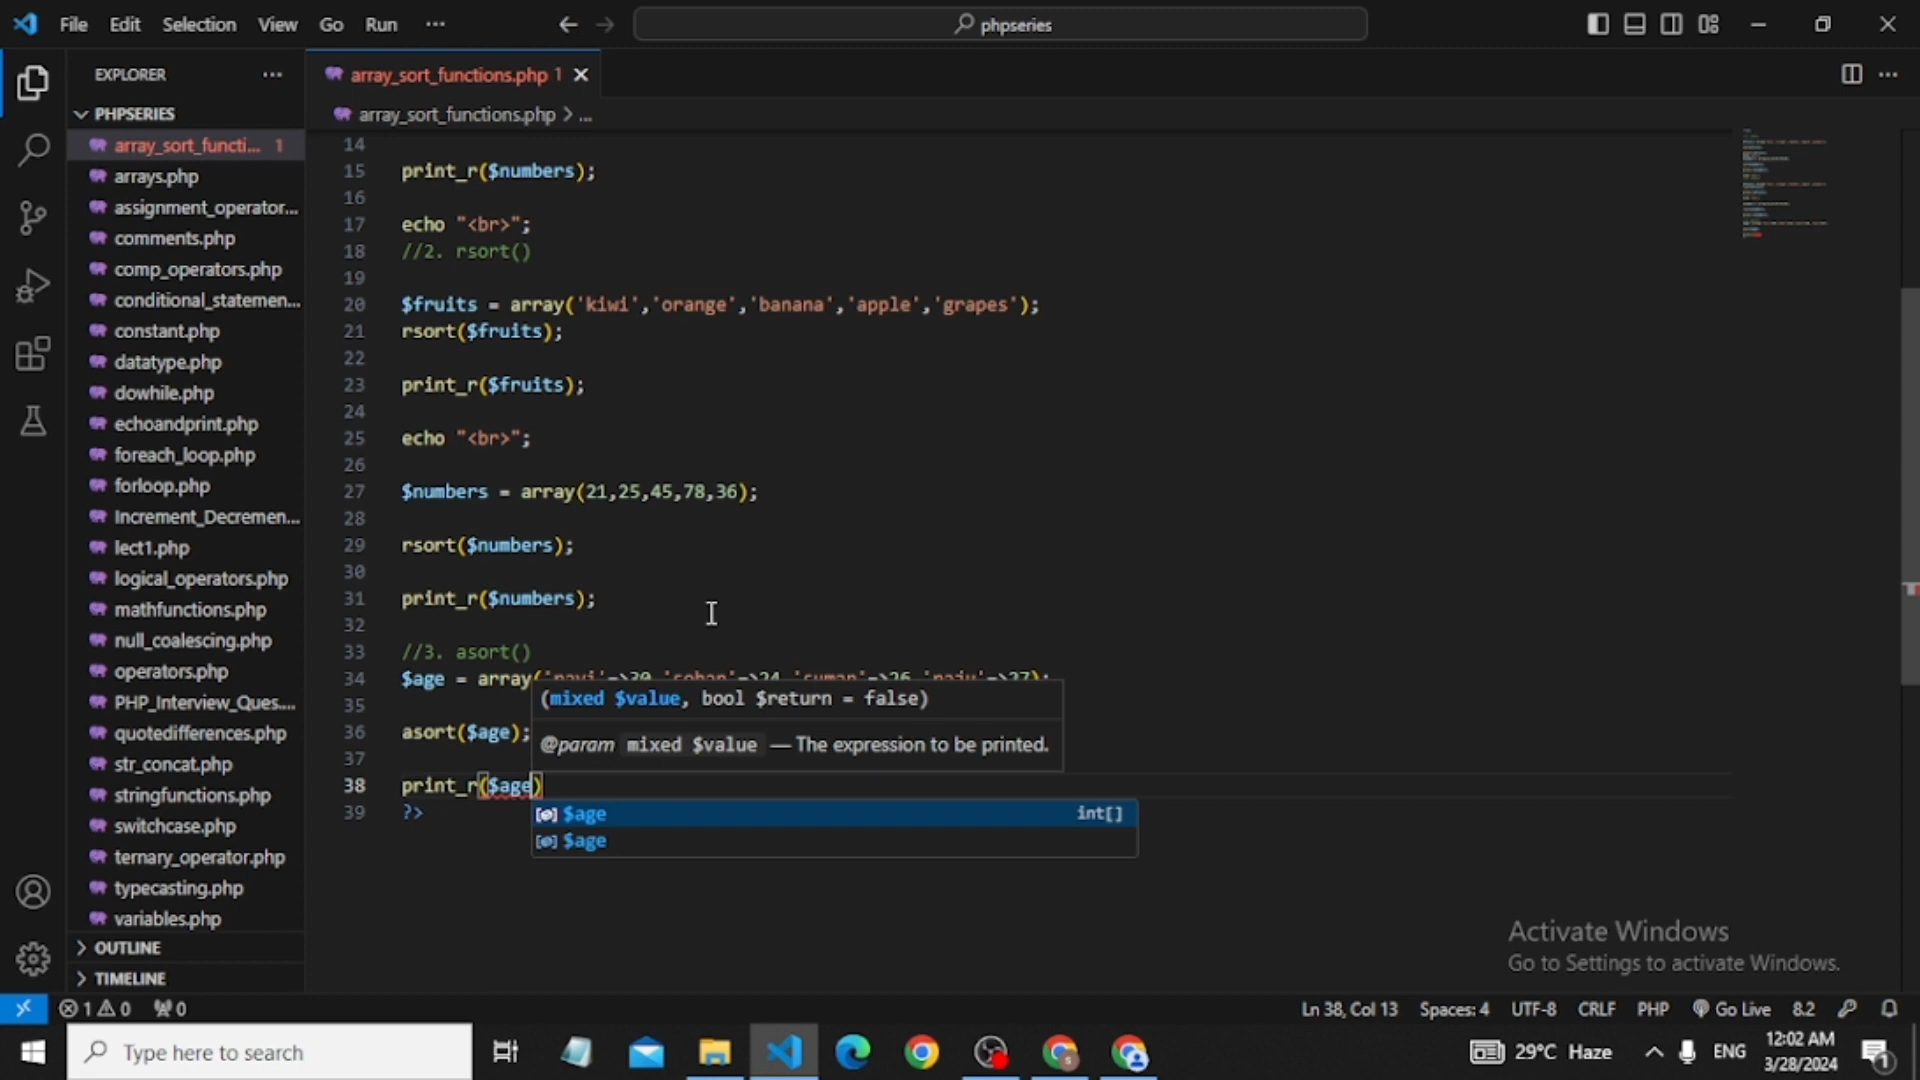 File Edit Selection View Go Run ···
phpseries
EXPLORER ···
PHPSERIES
array_sort_functi... 1
arrays.php
assignment_operator...
comments.php
comp_operators.php
conditional_statemen...
constant.php
datatype.php
dowhile.php
echoandprint.php
foreach_loop.php
forloop.php
Increment_Decremen...
lect1.php
logical_operators.php
mathfunctions.php
null_coalescing.php
operators.php
PHP_Interview_Ques....
quotedifferences.php
str_concat.php
stringfunctions.php
switchcase.php
ternary_operator.php
typecasting.php
variables.php
OUTLINE
TIMELINE
array_sort_functions.php 1
array_sort_functions.php > ...
14
15 print_r($numbers);
16
17 echo "<br>";
18 //2. rsort()
19
20 $fruits = array('kiwi','orange','banana','apple','grapes');
21 rsort($fruits);
22
23 print_r($fruits);
24
25 echo "<br>";
26
27 $numbers = array(21,25,45,78,36);
28
29 rsort($numbers);
30
31 print_r($numbers);
32
33 //3. asort()
34 $age = array(
35
36 asort($age);
37
38 print_r($age)
39 ?>
(mixed $value, bool $return = false)
@param mixed $value — The expression to be printed.
$age int[]
$age
Activate Windows
Go to Settings to activate Windows.
1 0 0 Ln 38, Col 13 Spaces: 4 UTF-8 CRLF PHP Go Live 8.2
Type here to search
29°C Haze ENG 12:02 AM
3/28/2024
1